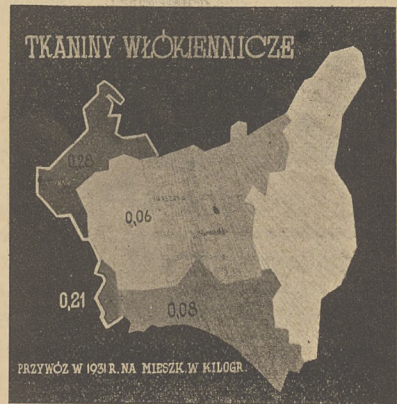 TKANINY WŁÓKIENNICZE
0,28
0,06
0,21
0,08
PRZYWÓZ W 1931 R. NA MIESZK. W KILOGR.